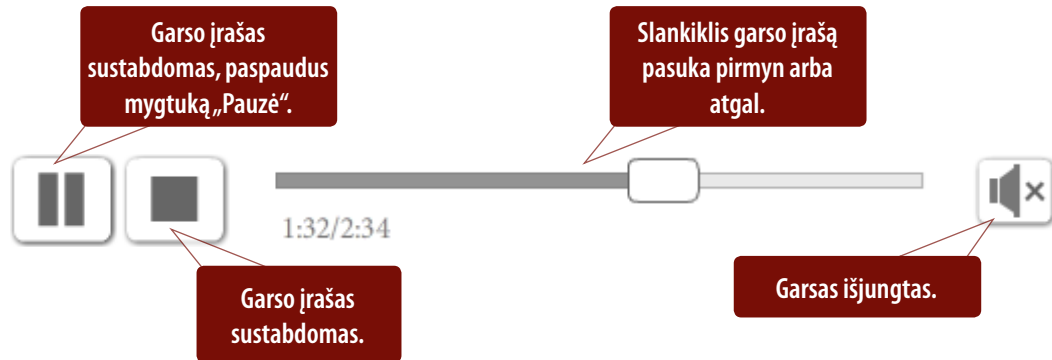 Garso įrašas
sustabdomas, paspaudus
mygtuką „Pauzė“.
Slankiklis garso įrašą
pasuka pirmyn arba
atgal.
1:32/2:34
Garso įrašas
sustabdomas.
Garsas išjungtas.